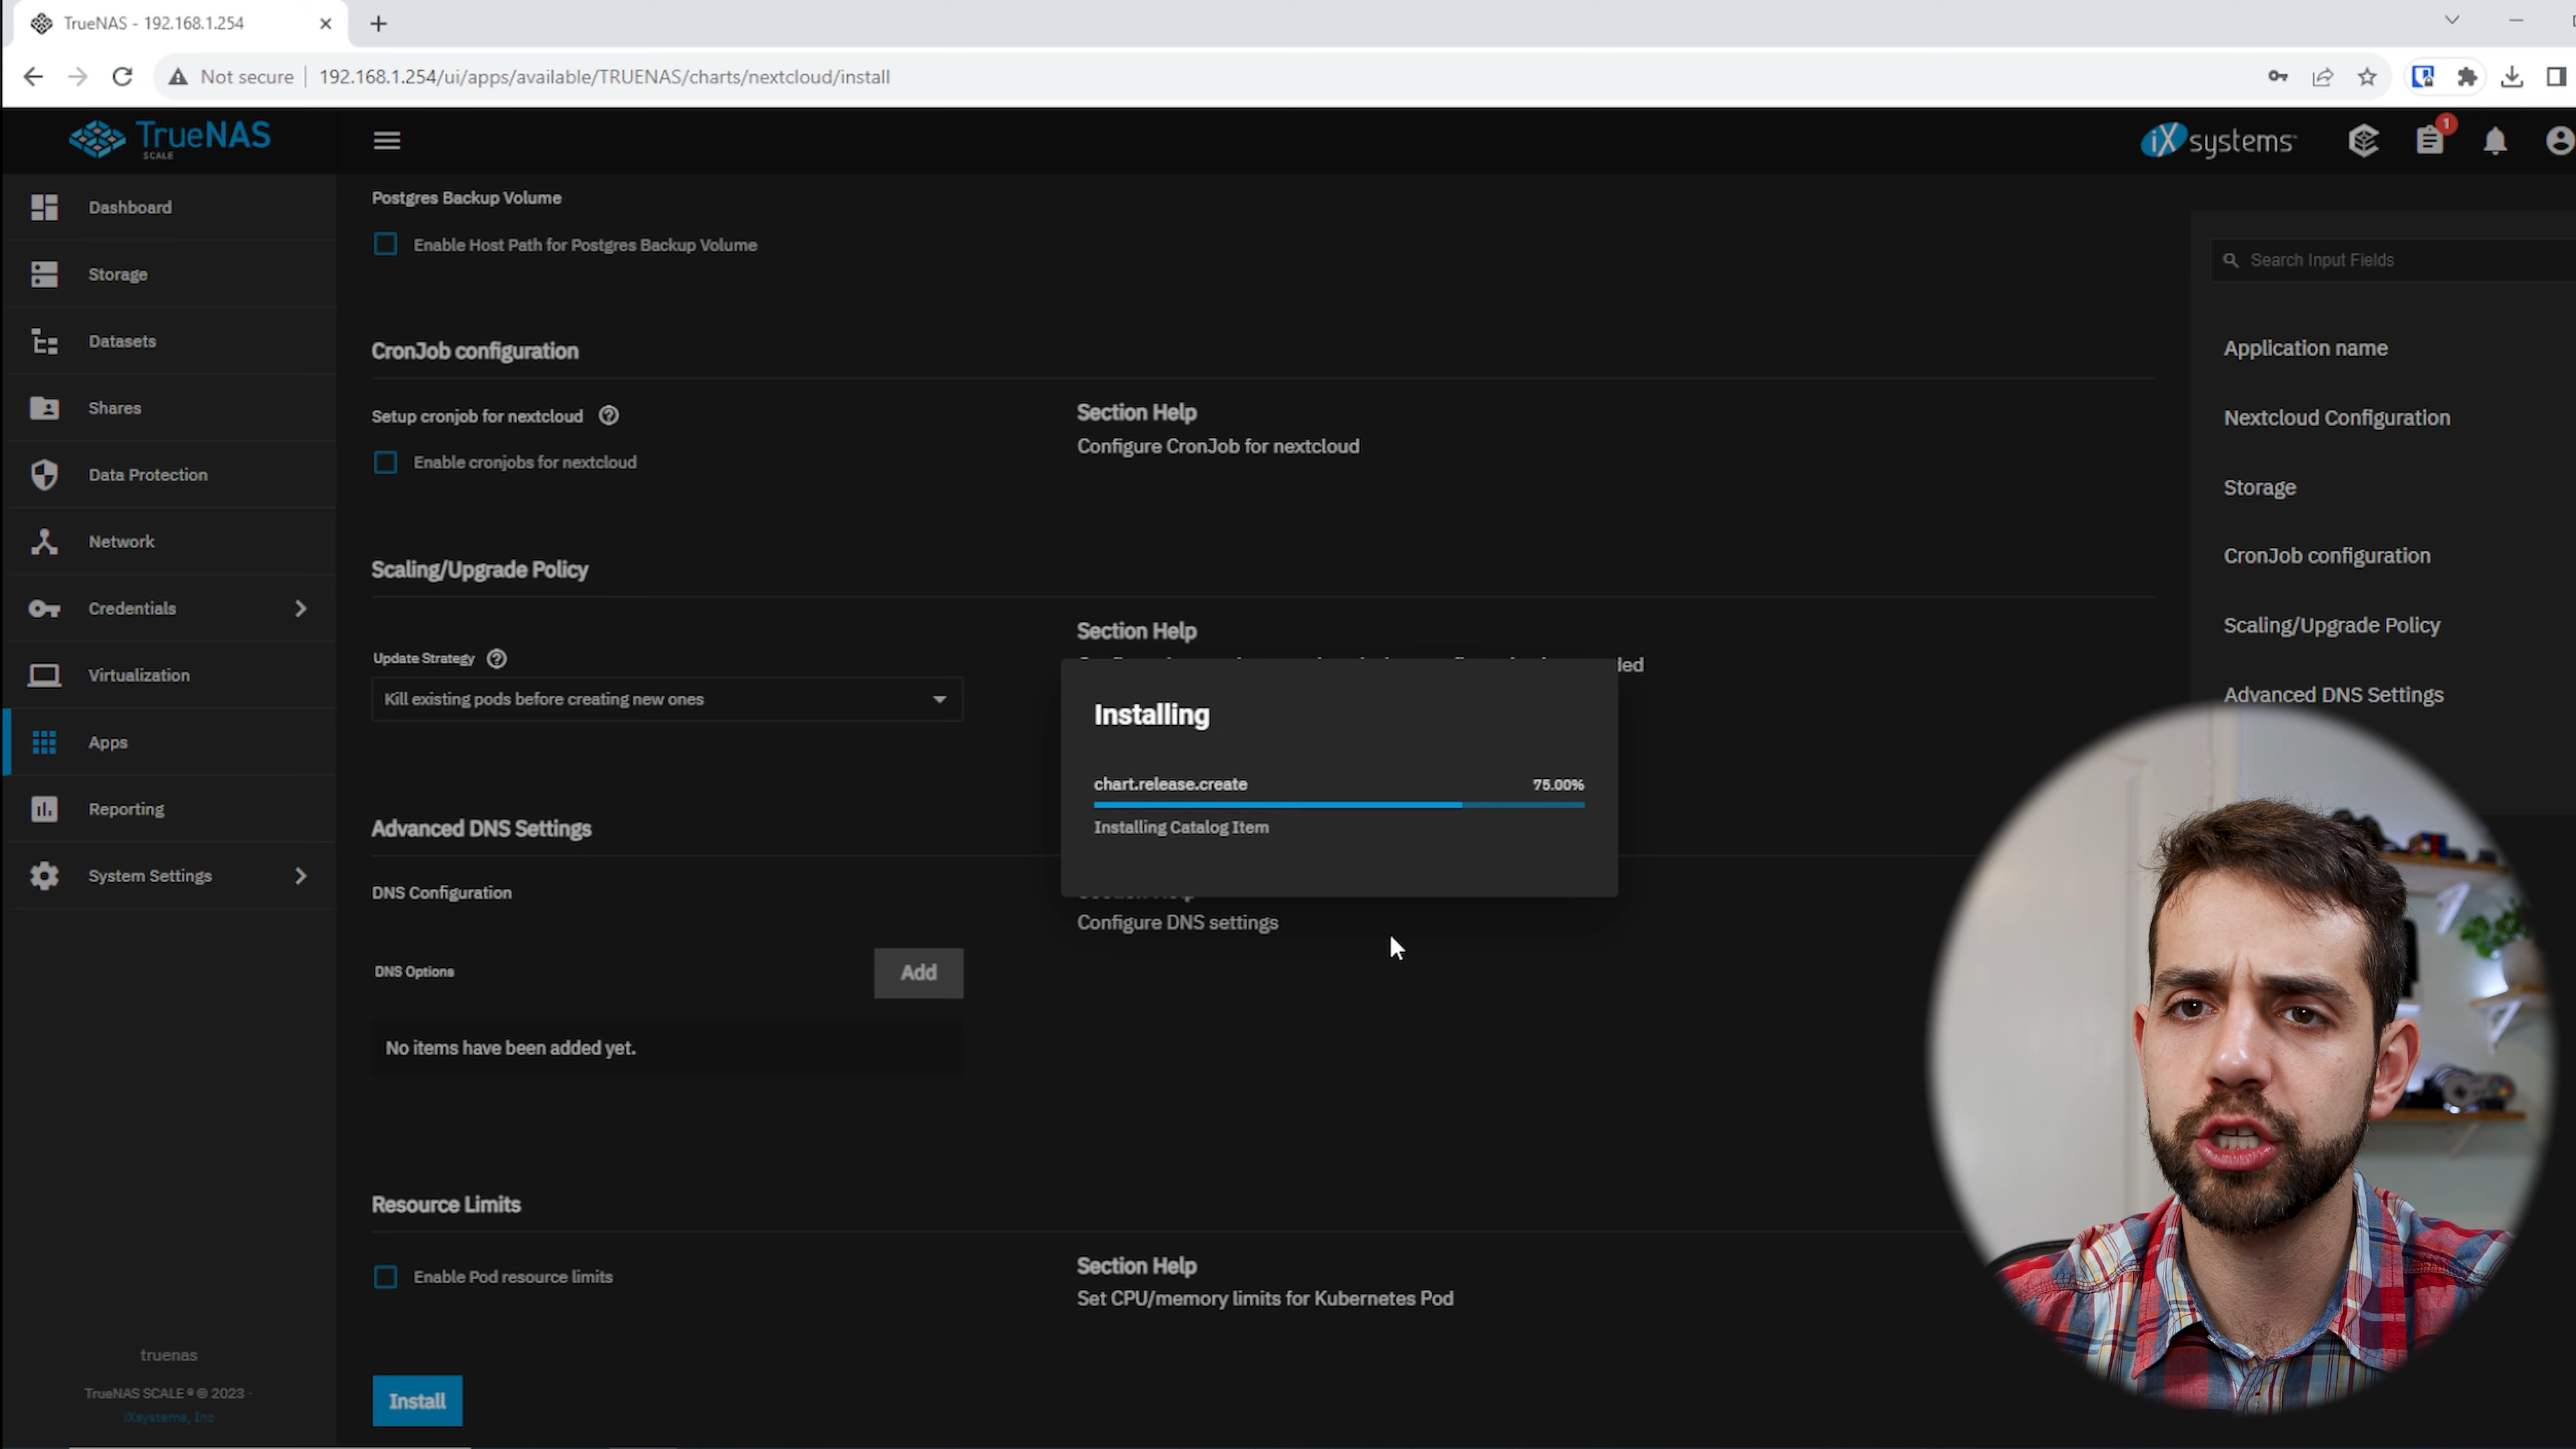 TrueNAS - 192.168.1.254
Not secure
192.168.1.254/ui/apps/available/TRUENAS/charts/nextcloud/install
TrueNAS
SCALE
iXsystems
1
Dashboard
Storage
Datasets
Shares
Data Protection
Network
Credentials
Virtualization
Apps
Reporting
System Settings
truenas
TrueNAS SCALE ® © 2023 -
iXsystems, Inc
Postgres Backup Volume
Enable Host Path for Postgres Backup Volume
CronJob configuration
Setup cronjob for nextcloud
Enable cronjobs for nextcloud
Section Help
Configure CronJob for nextcloud
Scaling/Upgrade Policy
Update Strategy
Kill existing pods before creating new ones
Section Help
Installing
chart.release.create 75.00%
Installing Catalog Item
Advanced DNS Settings
DNS Configuration
Configure DNS settings
DNS Options
Add
No items have been added yet.
Resource Limits
Enable Pod resource limits
Section Help
Set CPU/memory limits for Kubernetes Pod
Install
Search Input Fields
Application name
Nextcloud Configuration
Storage
CronJob configuration
Scaling/Upgrade Policy
Advanced DNS Settings